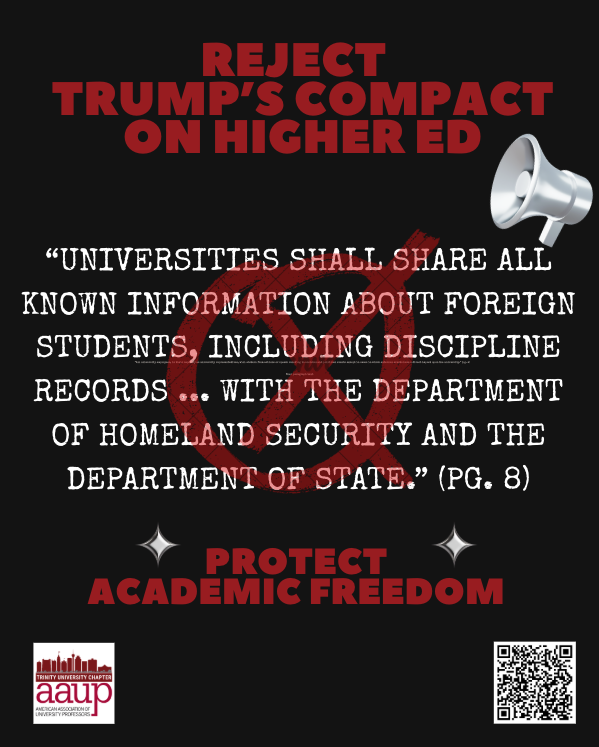 REJECT
TRUMP'S COMPACT
ON HIGHER ED
“UNIVERSITIES SHALL SHARE ALL
KNOWN INFORMATION ABOUT FOREIGN
STUDENTS, INCLUDING DISCIPLINE
RECORDS ... WITH THE DEPARTMENT
OF HOMELAND SECURITY AND THE
DEPARTMENT OF STATE.” (PG. 8)
PROTECT
ACADEMIC FREEDOM
TRINITY UNIVERSITY CHAPTER
aaup
AMERICAN ASSOCIATION OF
UNIVERSITY PROFESSORS